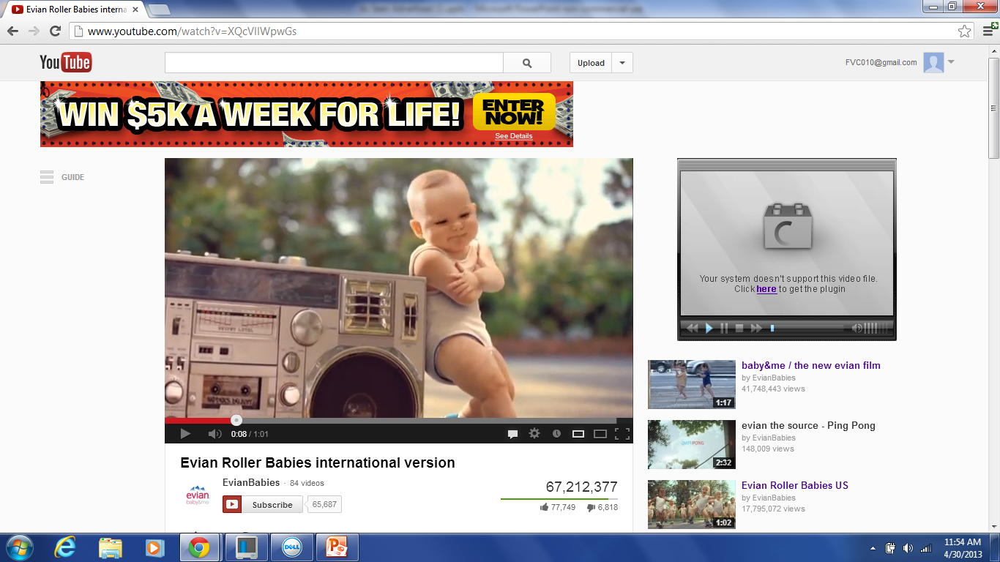 Evian Roller Babies interna
www.youtube.com/watch?v=XQcVIIWpwGs
YouTube
Upload
FVC010@gmail.com
WIN $5K A WEEK FOR LIFE!
ENTER
NOW!
See Details
GUIDE
Your system doesn't support this video file.
Click here to get the plugin
0:08 / 1:01
Evian Roller Babies international version
EvianBabies · 84 videos
evian
baby&me
Subscribe
65,687
67,212,377
77,749
6,818
baby&me / the new evian film
by EvianBabies
41,748,443 views
1:17
evian the source - Ping Pong
by EvianBabies
148,009 views
2:32
Evian Roller Babies US
by EvianBabies
17,795,072 views
1:02
DELL
11:54 AM
4/30/2013